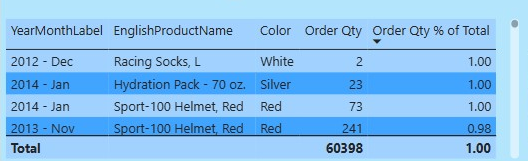 YearMonthLabel EnglishProductName Color Order Qty Order Qty % of Total
2012 - Dec Racing Socks, L White 2 1.00
2014 - Jan Hydration Pack - 70 oz. Silver 23 1.00
2014 - Jan Sport-100 Helmet, Red Red 73 1.00
2013 - Nov Sport-100 Helmet, Red Red 241 0.98
Total 60398 1.00